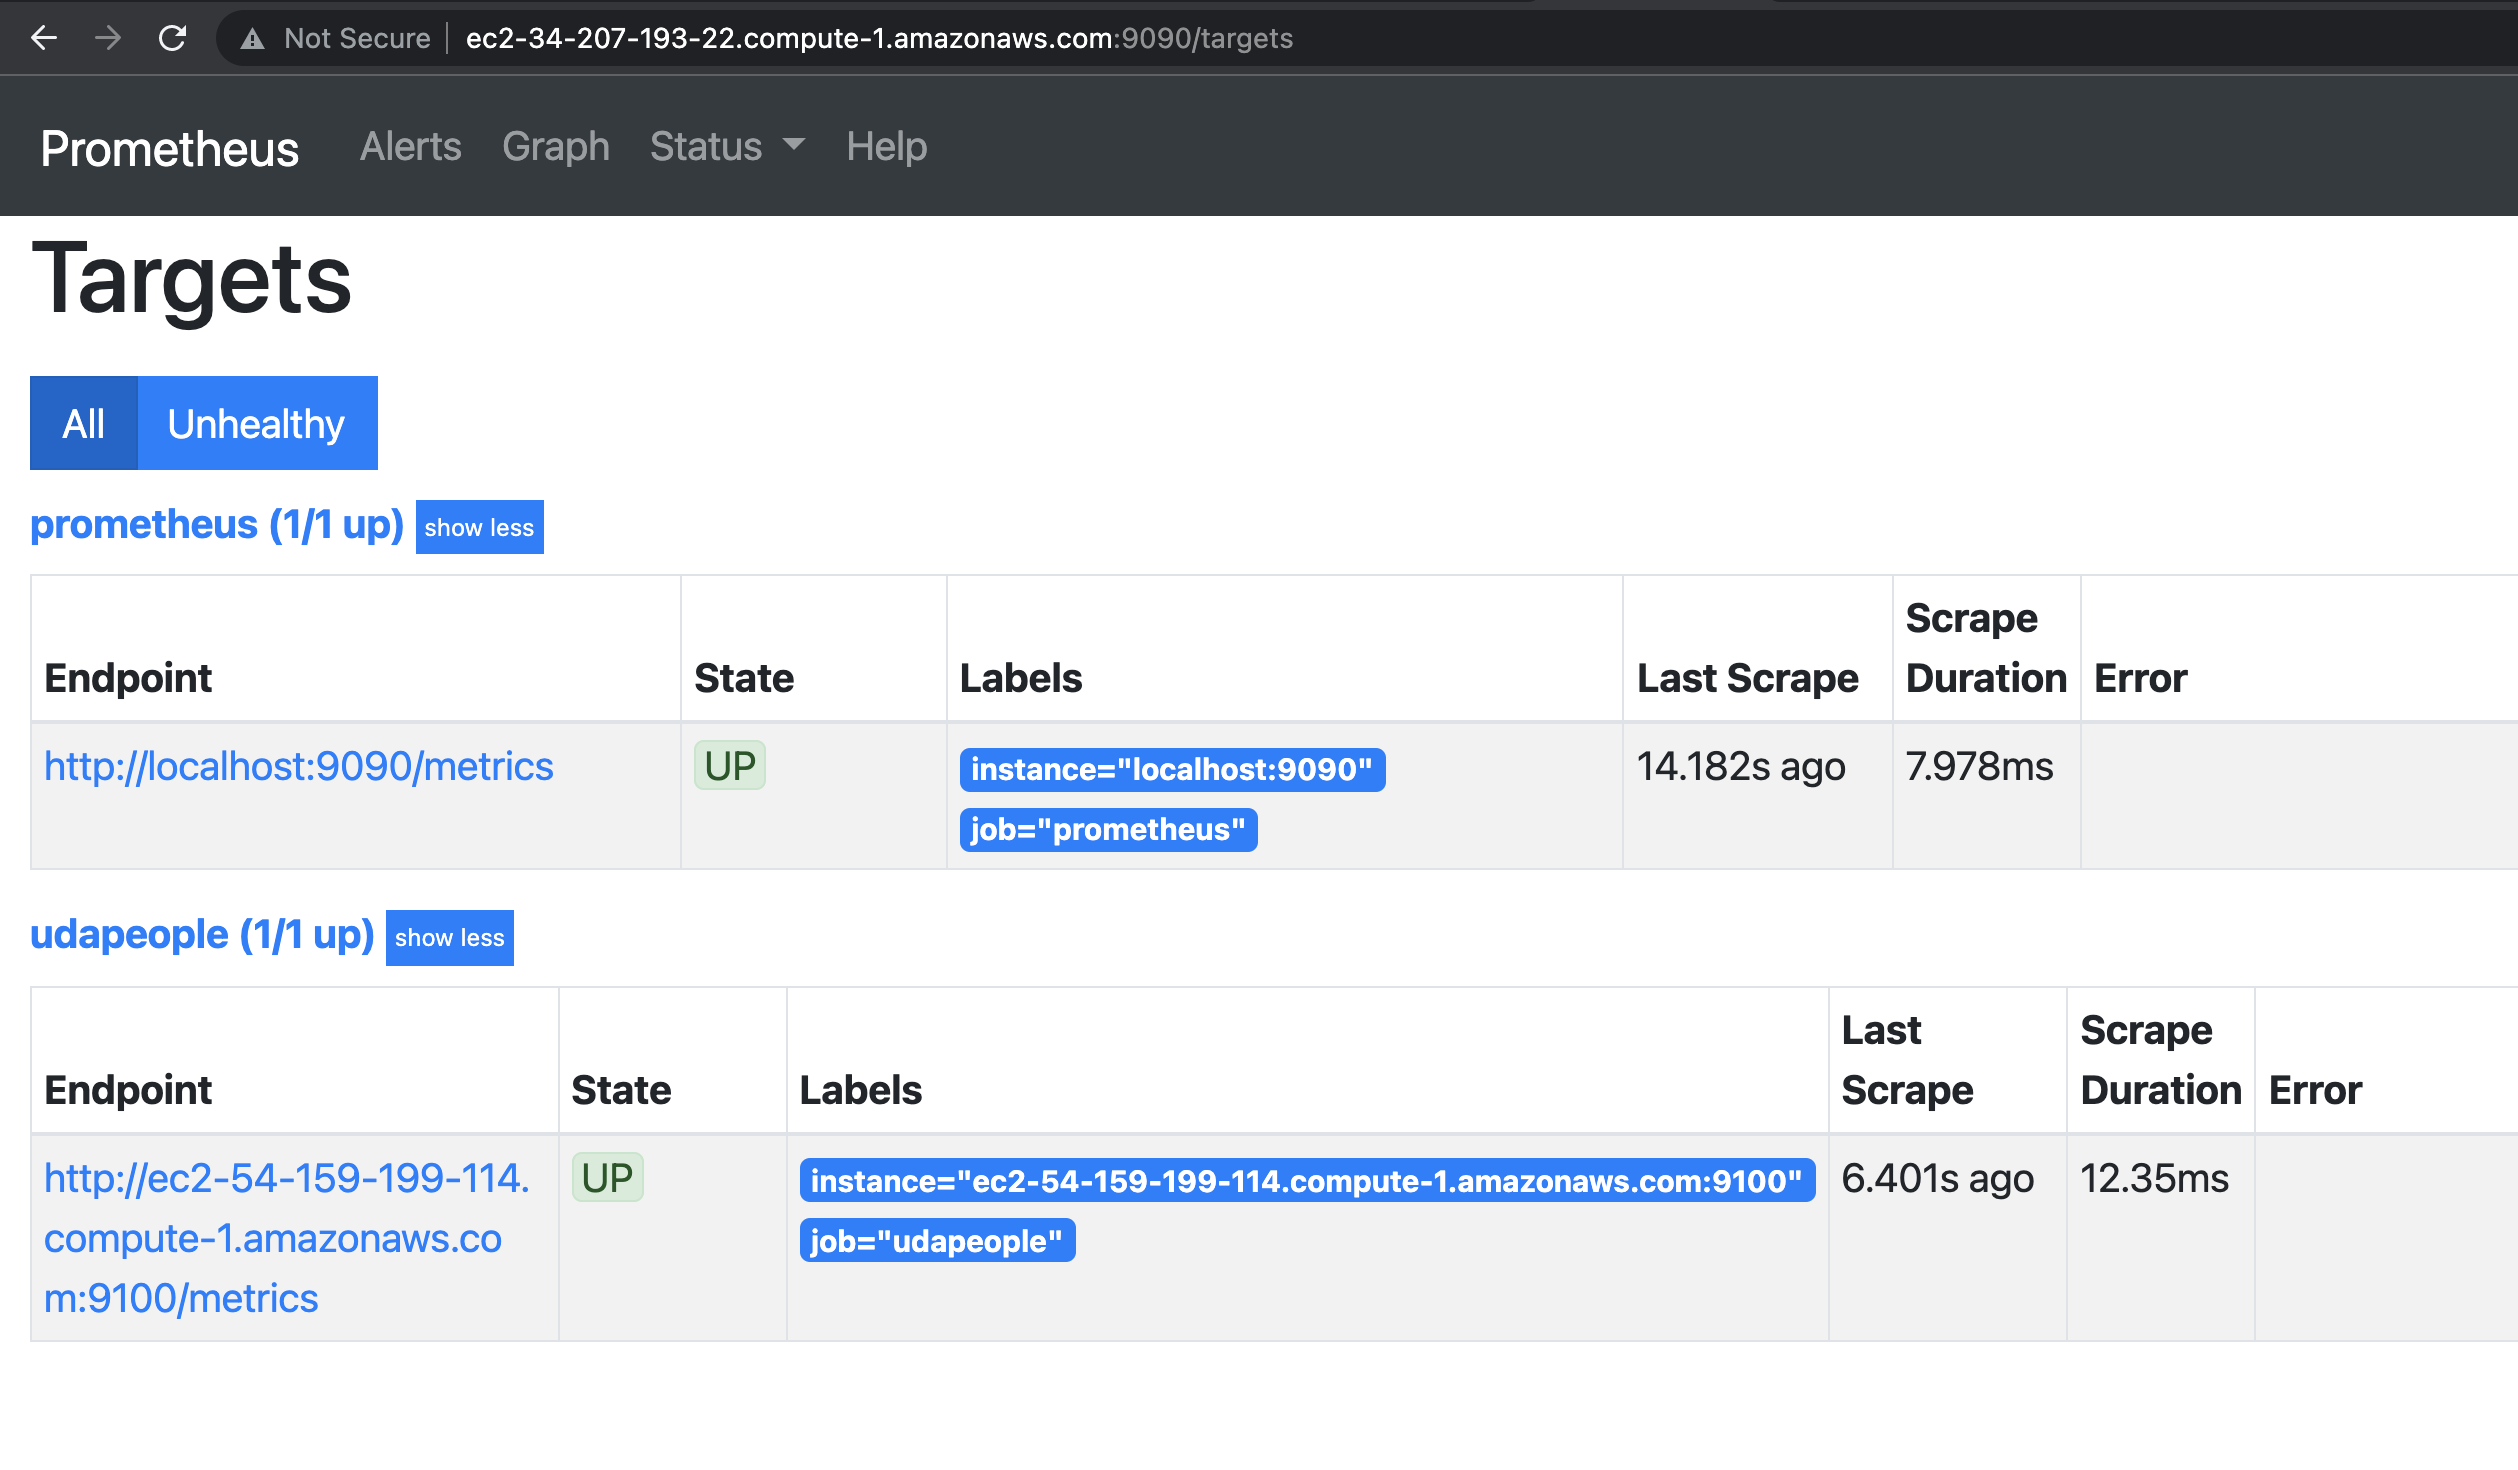 Not Secure ec2-34-207-193-22.compute-1.amazonaws.com:9090/targets
Prometheus Alerts Graph Status Help
Targets
All Unhealthy
prometheus (1/1 up) show less
Scrape
Endpoint State Labels Last Scrape Duration Error
http://localhost:9090/metrics UP instance="localhost:9090" 14.182s ago 7.978ms
job="prometheus"
udapeople (1/1 up) show less
Last Scrape
Endpoint State Labels Scrape Duration Error
http://ec2-54-159-199-114. UP instance="ec2-54-159-199-114.compute-1.amazonaws.com:9100" 6.401s ago 12.35ms
compute-1.amazonaws.co job="udapeople"
m:9100/metrics